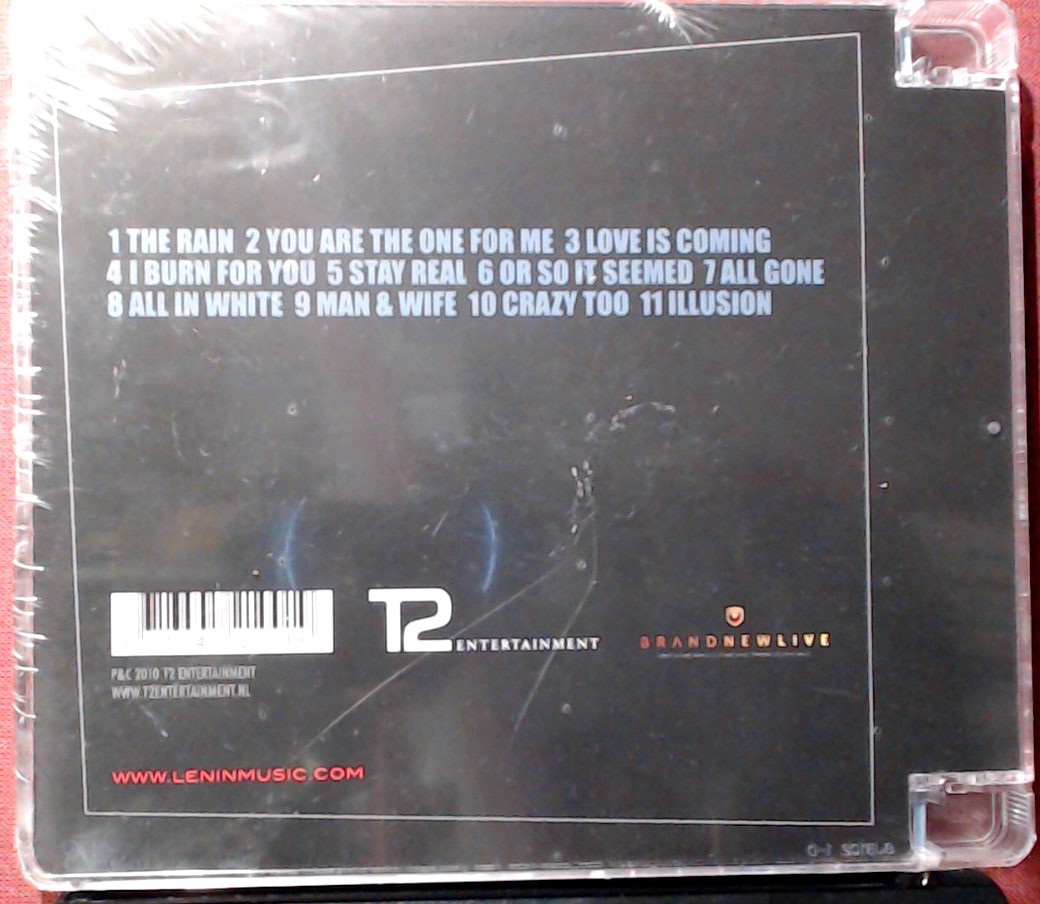 1 THE RAIN 2 YOU ARE THE ONE FOR ME 3 LOVE IS COMING
4 I BURN FOR YOU 5 STAY REAL 6 OR SO IT SEEMED 7 ALL GONE
8 ALL IN WHITE 9 MAN & WIFE 10 CRAZY TOO 11 ILLUSION
T2 ENTERTAINMENT
BRANDNEWLIVE
P&C 2010 T2 ENTERTAINMENT
WWW.T2ENTERTAINMENT.NL
WWW.LENINMUSIC.COM